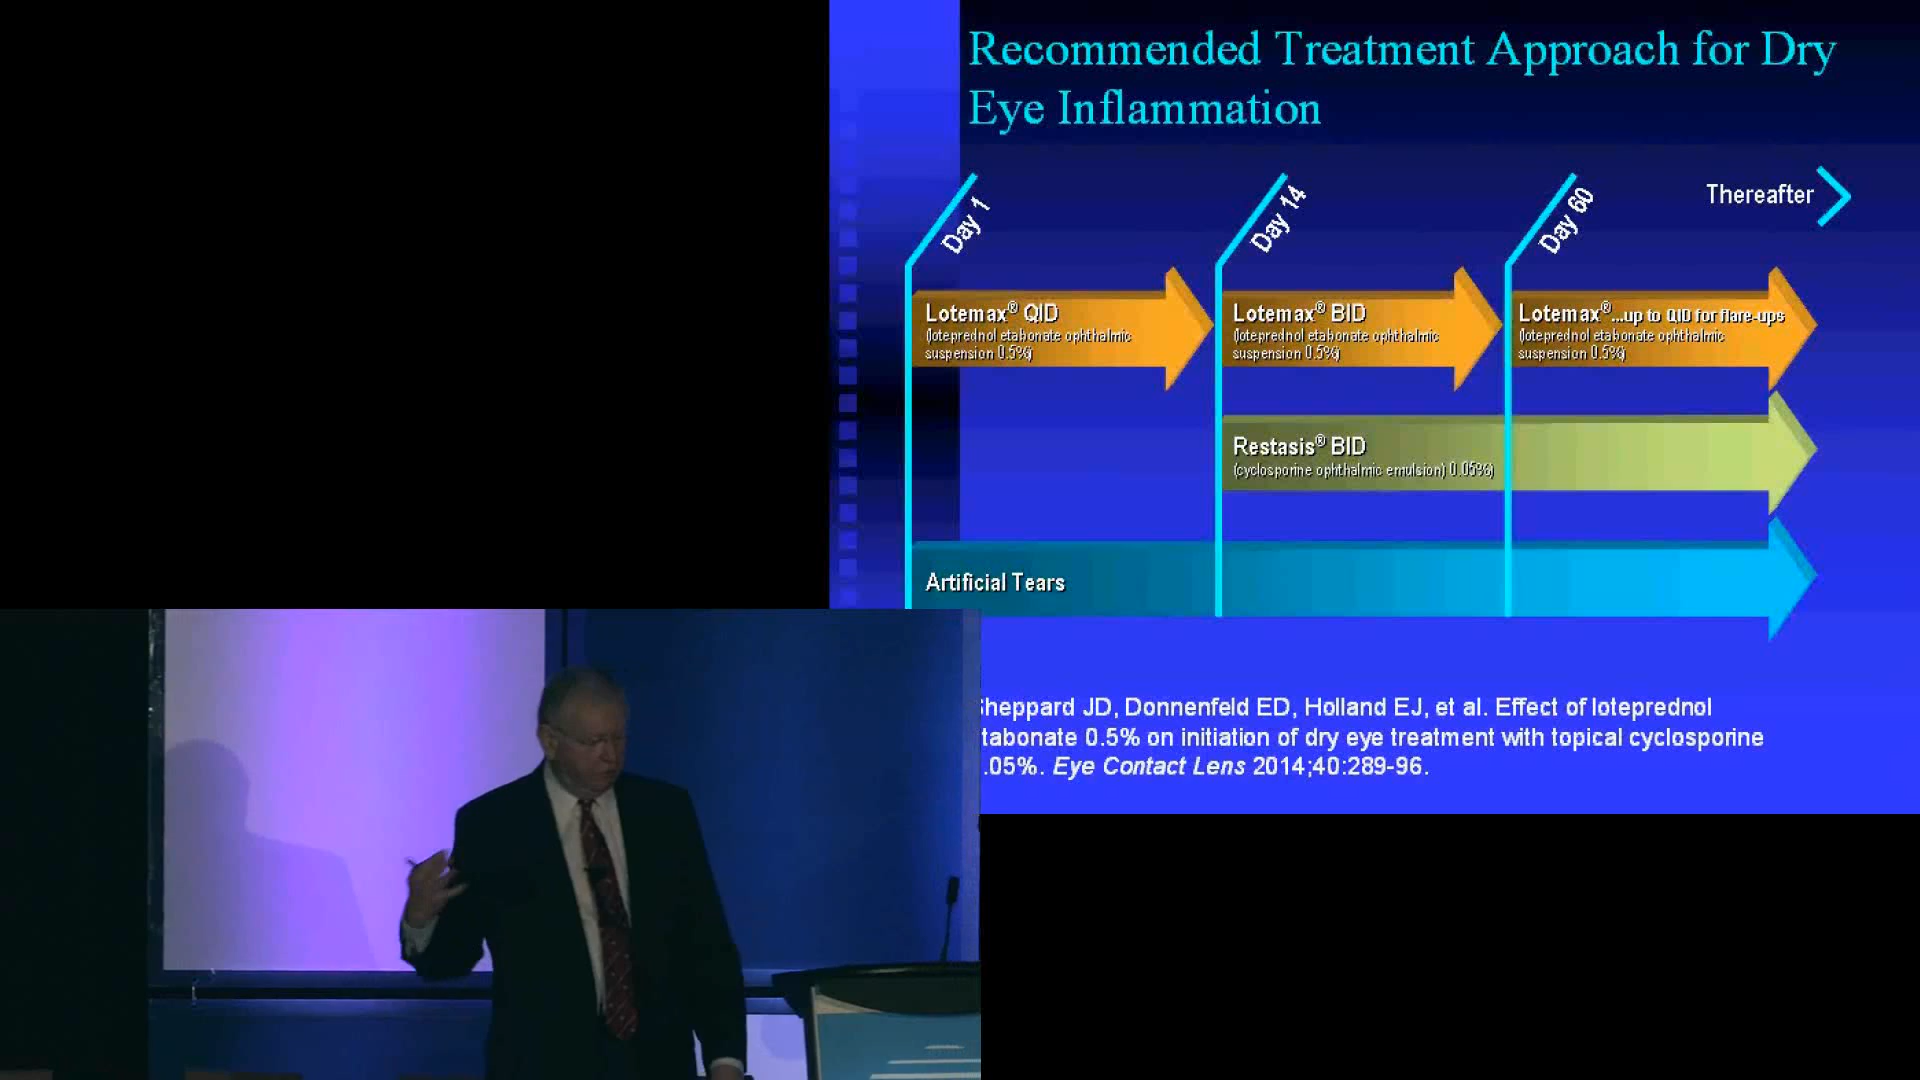 Recommended Treatment Approach for Dry
Eye Inflammation
Day 1
Day 14
Day 60
Thereafter
Lotemax® QID
(loteprednol etabonate ophthalmic
suspension 0.5%)
Lotemax® BID
(loteprednol etabonate ophthalmic
suspension 0.5%)
Lotemax®...up to QID for flare-ups
(loteprednol etabonate ophthalmic
suspension 0.5%)
Restasis® BID
(cyclosporine ophthalmic emulsion) 0.05%)
Artificial Tears
Sheppard JD, Donnenfeld ED, Holland EJ, et al. Effect of loteprednol
tabonate 0.5% on initiation of dry eye treatment with topical cyclosporine
.05%. Eye Contact Lens 2014;40:289-96.